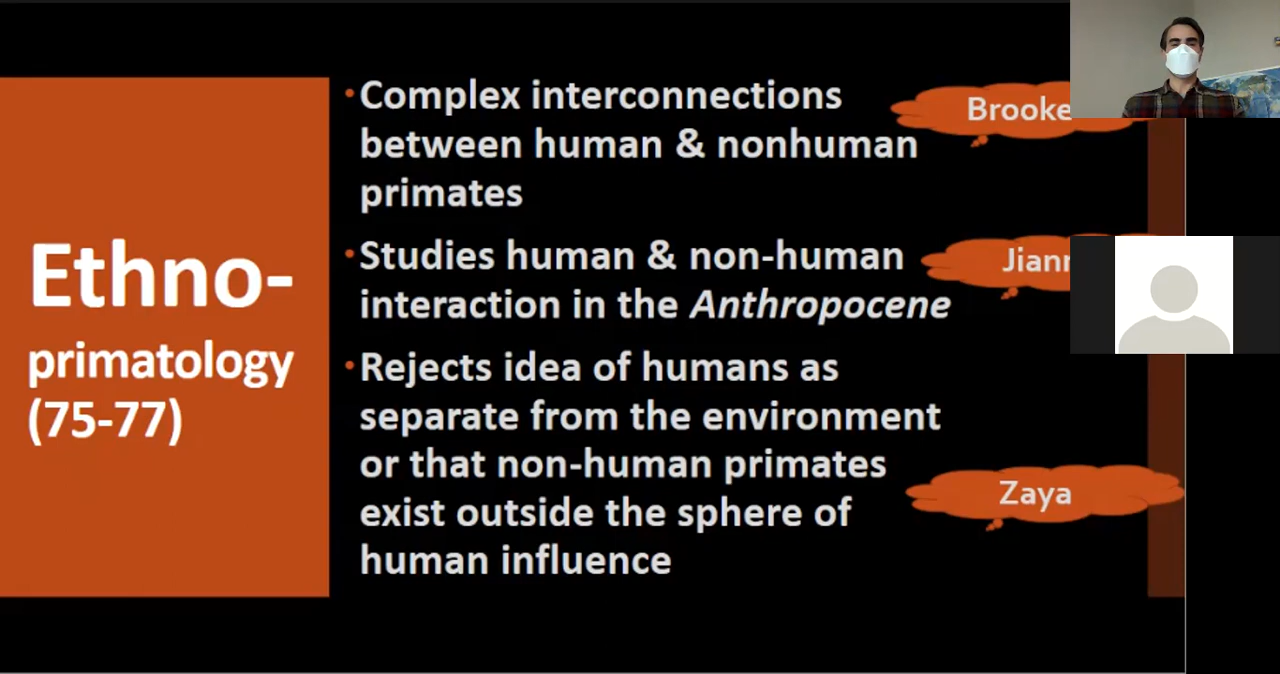 Ethno-
primatology
(75-77)
•Complex interconnections
between human & nonhuman
primates
•Studies human & non-human
interaction in the Anthropocene
•Rejects idea of humans as
separate from the environment
or that non-human primates
exist outside the sphere of
human influence
Brooke
Zaya